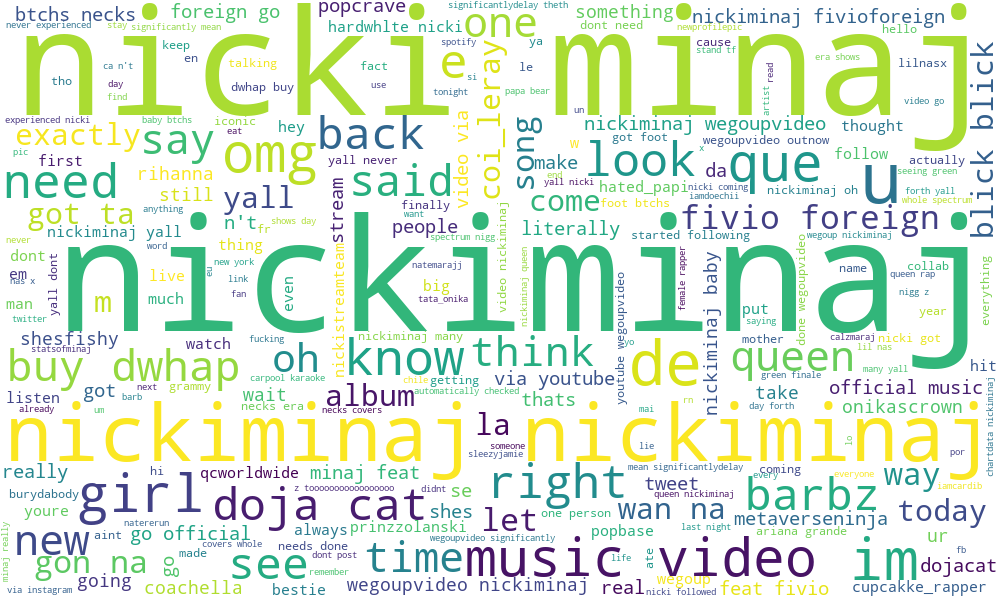 btchs necks
foreign go
popcrave
significantlydelay theth
one
something
newprofilepic
nickiminaj fivioforeign
never experienced
stay
significantly mean
hardwhlte nicki
dont need
hello
nicki minaj
tho
keep
en
fact
spotify
ya
cause
stand tf
era shows
lilnasx
ca n't
talking
e
le
day
find
dwhap buy
use
tonight
si
papa bear
artist
read
video go
un
blick blick
experienced nicki
baby btchs
iconic
hey
back
coi_leray
video via
song
nickiminaj wegoupvideo
thought
exactly
say
omg
eat
w
got foot
wegoupvideo outnow
actually
pic
first
yall never
make
look
x
da
que
follow
seeing green
need
rihanna
still
yall
said
end
yall nicki
hated_papi
nicki coming
nickiminaj oh
u
forth yall
come
foot btchs
iamdoechii
whole spectrum
got ta
anything
n't
fr
shows day
stream
finally
want
people
literally
fivio foreign
never
nickiminaj yall
word
thing
spectrum nigg
started following
wegoup nickiminaj
nickiminaj
dont
yall dont
new york
eu
natemarajj
video nickiminaj
nickiminaj queen
female rapper
done wegoupvideo
name
collab
em
has x
live
link
even
nickistreamteam
big
queen rap
everything
man
m
much
fan
tata_onika
youtube wegoupvideo
nickiminaj baby
put
nigg z
twitter
saying
year
shesfishy
watch
fucking
nickiminaj many
yo
mother
calzmaraj
nicki got
statsofminaj
oh
know
think
de
queen
lil nas
buy dwhap
carpool karaoke
chile
getting
via youtube
green finale
many yall
hit
listen
already
got
next
grammy
wait
album
automatically checked
thats
rn
take
official music
um
barb
necks era
necks covers
day forth
onikascrown
nickiminaj nickiminaj
la
someone
sleezyjamie
mai
lie
lo
por
chartdata nickiminaj
really
hi
qcworldwide
minaj feat
right
mean significantlydelay
coming
every
everyone
way
burydabody
girl
z toooooooooooooooo
didnt
se
tweet
queen nickiminaj
barbz
iamcardib
youre
doja cat
shes
one person
wan na
metaverseninja
today
natererun
prinzzolanski
let
popbase
last night
ariana grande
minaj really
new
aint
go official
always
wegoupvideo significantly
ur
gon na
covers whole
needs done
dont post
time
music video
ate
im
fb
go
made
see
remember
life
dojacat
going
via instagram
coachella
bestie
wegoupvideo nickiminaj
real
nicki followed
wegoup
feat fivio
cupcakke_rapper